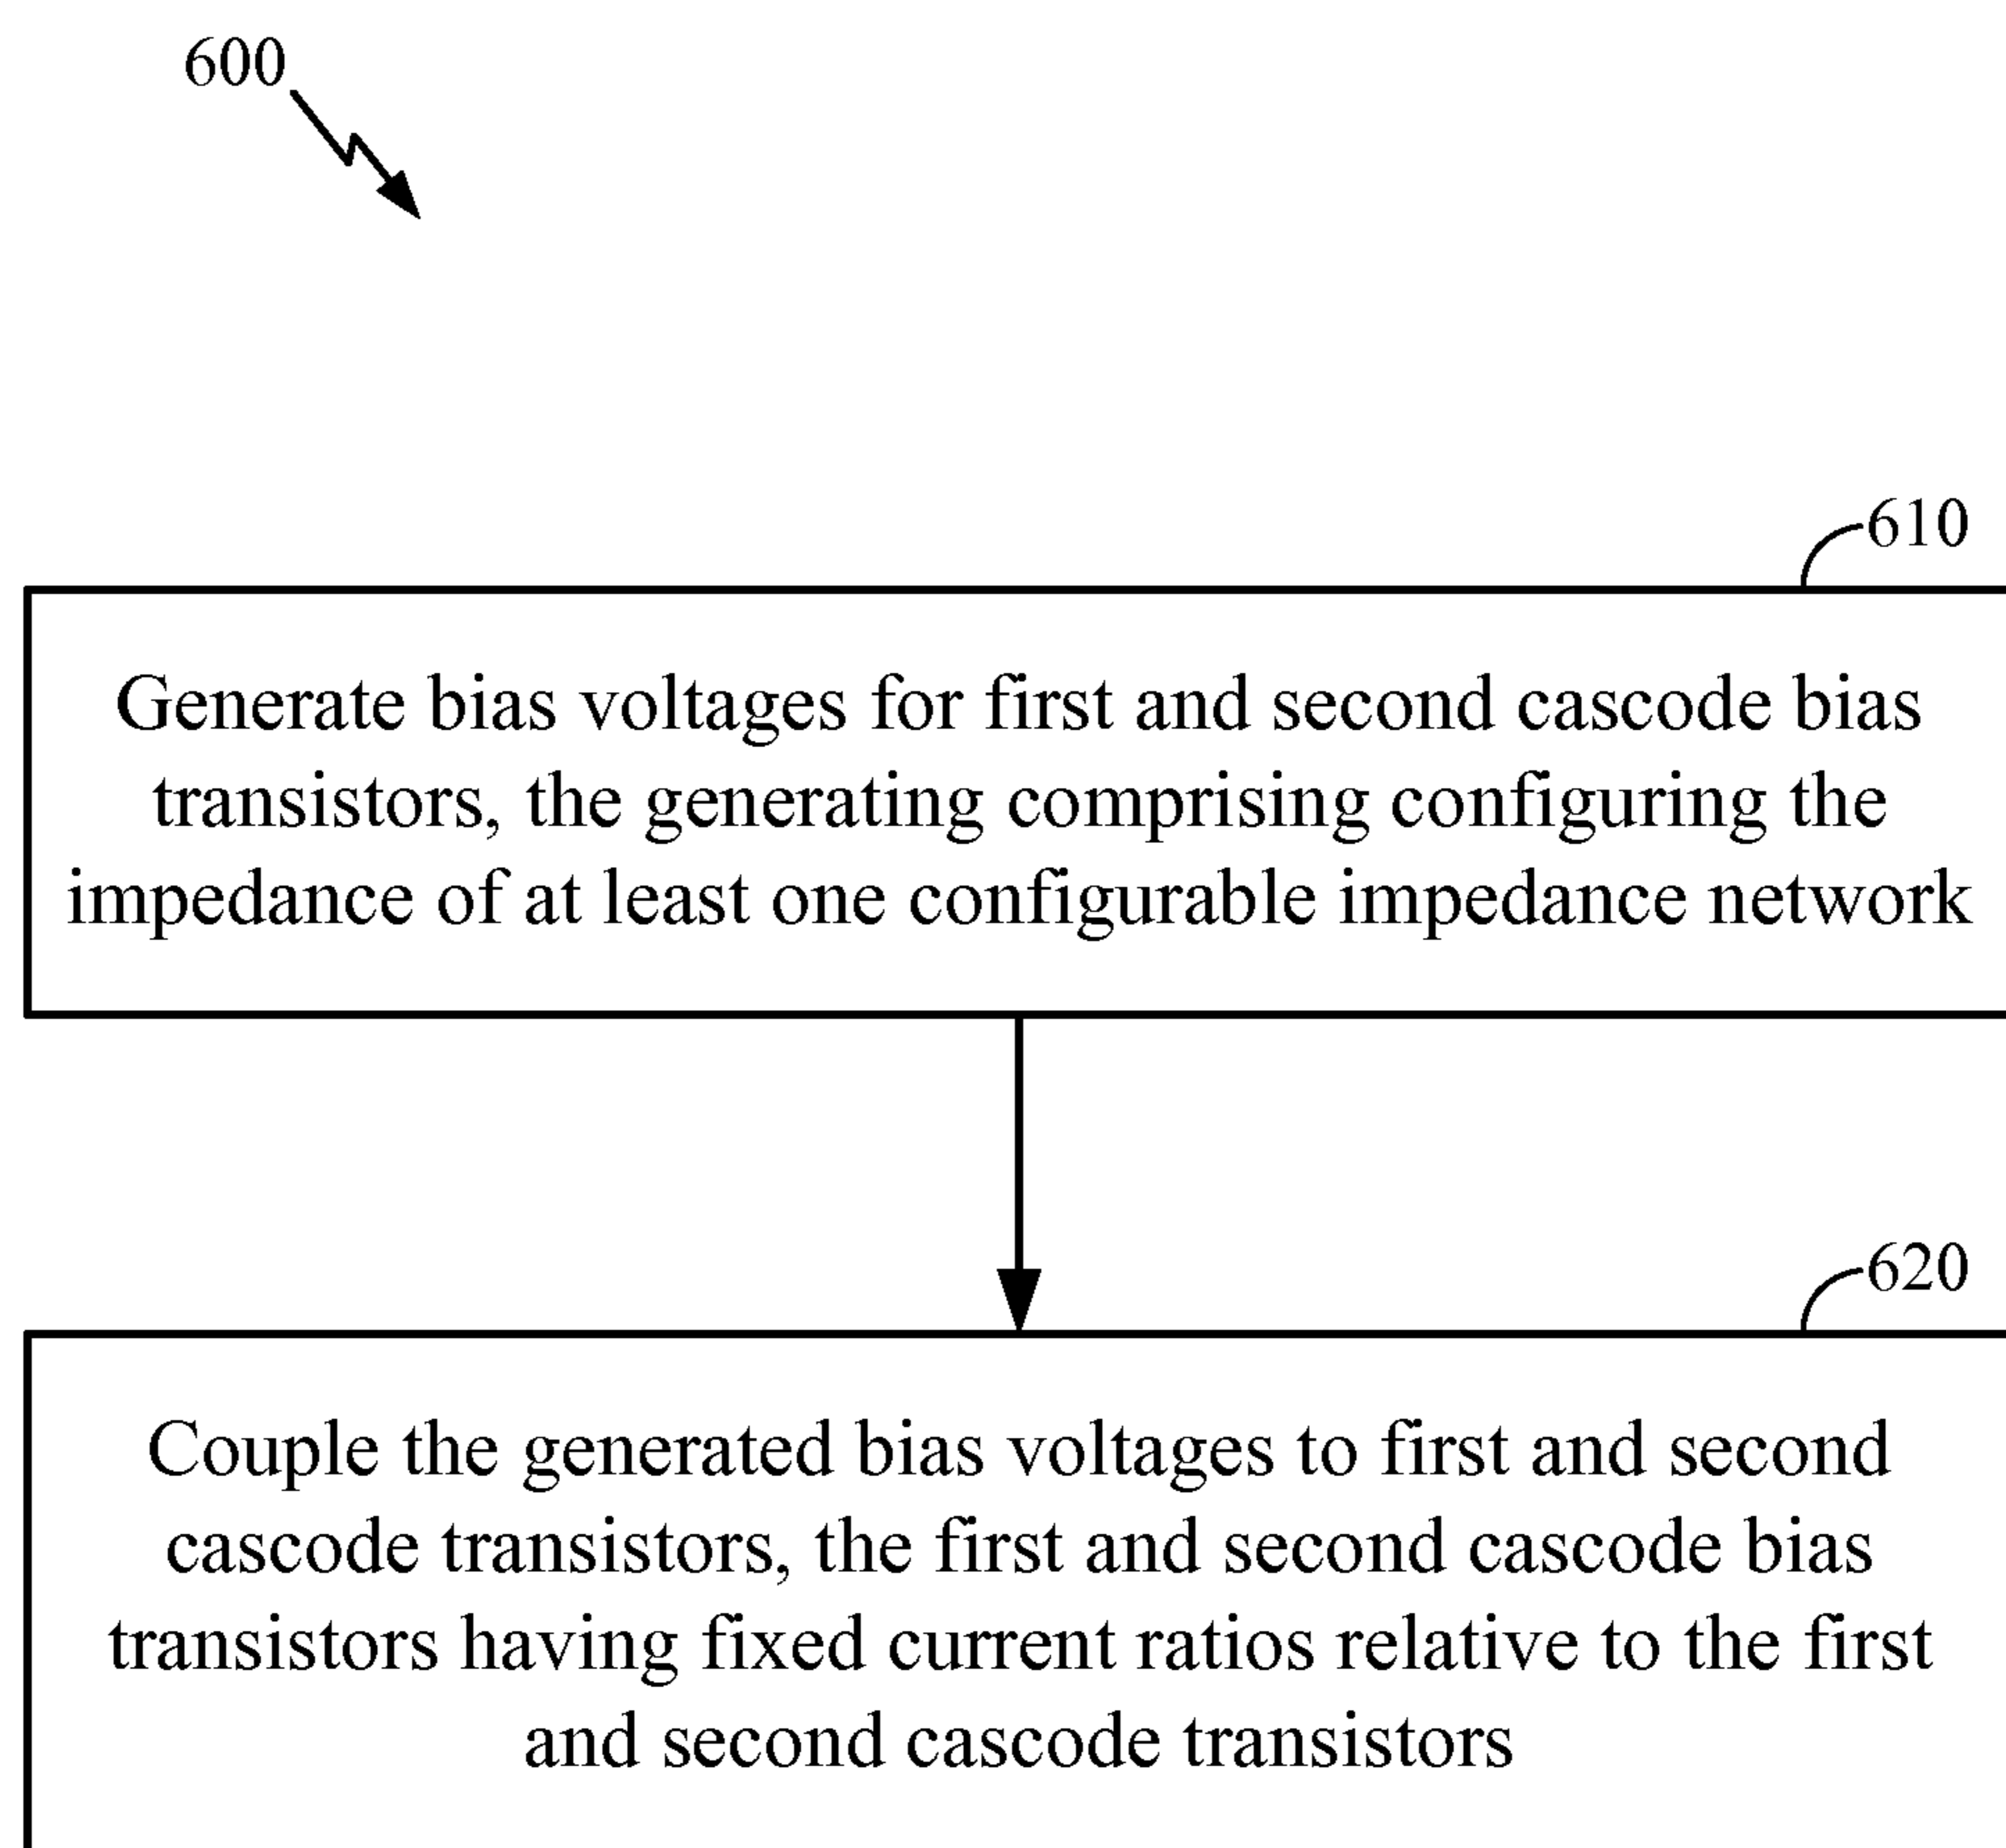 600
610
Generate bias voltages for first and second cascode bias
transistors, the generating comprising configuring the
impedance of at least one configurable impedance network
620
Couple the generated bias voltages to first and second
cascode transistors, the first and second cascode bias
transistors having fixed current ratios relative to the first
and second cascode transistors